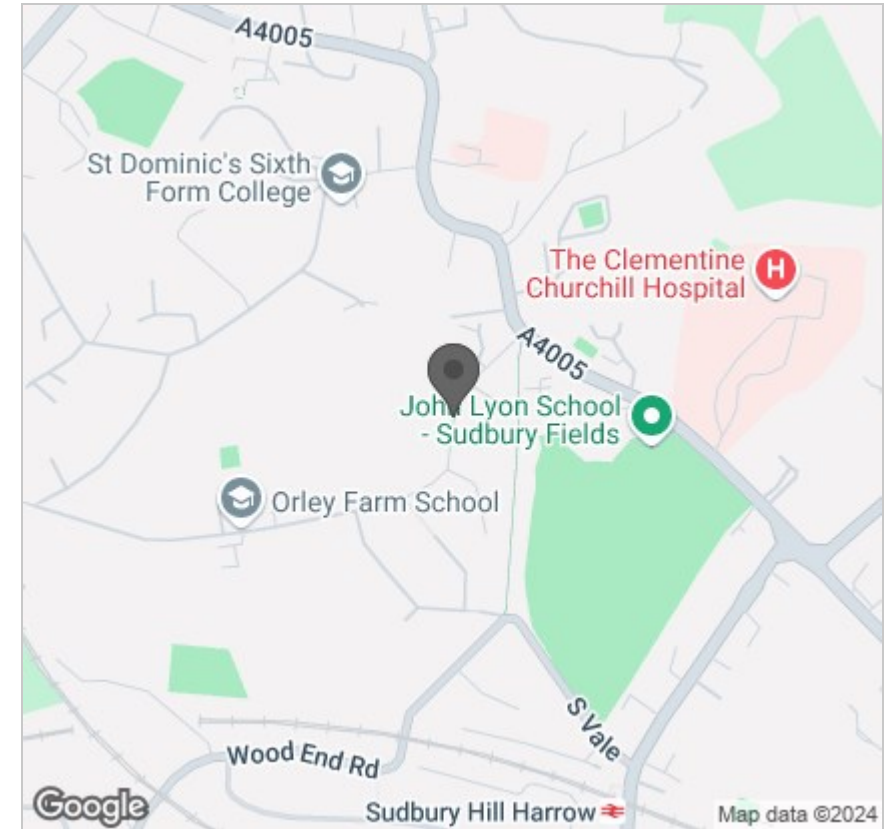 A4005
St Dominic's Sixth
Form College
The Clementine
Churchill Hospital
H
A4005
John Lyon School
- Sudbury Fields
Orley Farm School
S Vale
Wood End Rd
Google
Sudbury Hill Harrow
Map data ©2024